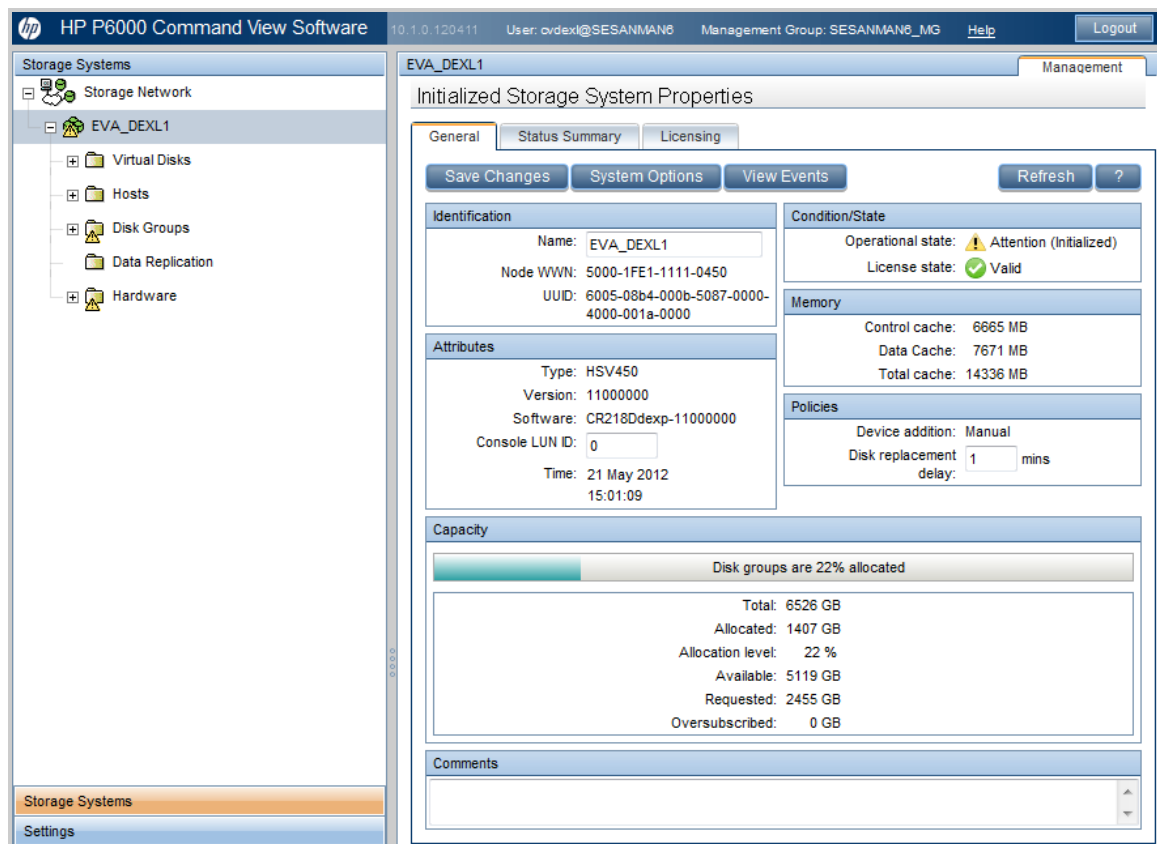 hp HP P6000 Command View Software 10.1.0.120411 User: cvdexl@SESANMAN6 Management Group: SESANMAN6_MG Help Logout
Storage Systems
Storage Network
EVA_DEXL1
Virtual Disks
Hosts
Disk Groups
Data Replication
Hardware
Storage Systems
Settings
EVA_DEXL1 Management
Initialized Storage System Properties
General Status Summary Licensing
Save Changes System Options View Events Refresh ?
Identification
Name: EVA_DEXL1
Node WWN: 5000-1FE1-1111-0450
UUID: 6005-08b4-000b-5087-0000-
4000-001a-0000
Attributes
Type: HSV450
Version: 11000000
Software: CR218Ddexp-11000000
Console LUN ID: 0
Time: 21 May 2012
15:01:09
Condition/State
Operational state: Attention (Initialized)
License state: Valid
Memory
Control cache: 6665 MB
Data Cache: 7671 MB
Total cache: 14336 MB
Policies
Device addition: Manual
Disk replacement
delay: 1 mins
Capacity
Disk groups are 22% allocated
Total: 6526 GB
Allocated: 1407 GB
Allocation level: 22 %
Available: 5119 GB
Requested: 2455 GB
Oversubscribed: 0 GB
Comments